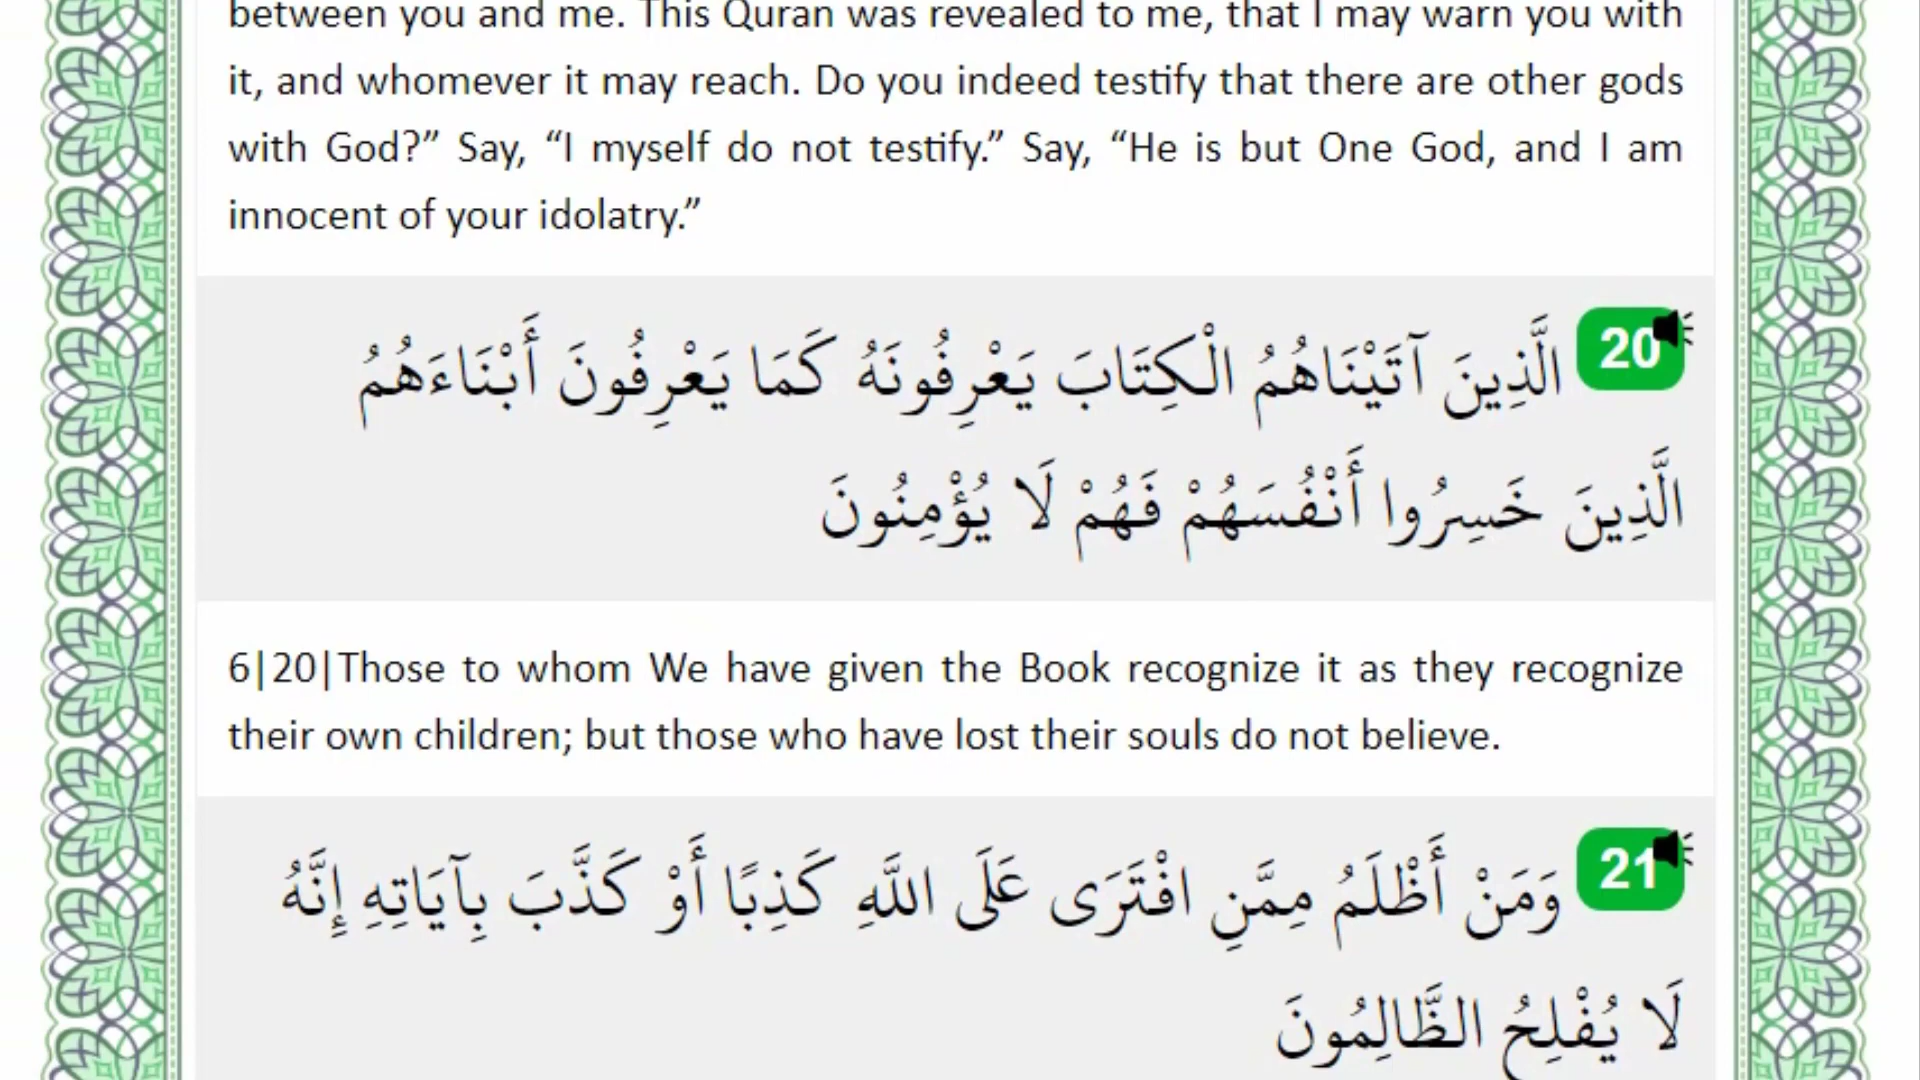 between you and me. This Quran was revealed to me, that I may warn you with
it, and whomever it may reach. Do you indeed testify that there are other gods
with God?” Say, “I myself do not testify.” Say, “He is but One God, and I am
innocent of your idolatry.”
20 الَّذِينَ آتَيْنَاهُمُ الْكِتَابَ يَعْرِفُونَهُ كَمَا يَعْرِفُونَ أَبْنَاءَهُمُ
الَّذِينَ خَسِرُوا أَنْفُسَهُمْ فَهُمْ لَا يُؤْمِنُونَ
6|20|Those to whom We have given the Book recognize it as they recognize
their own children; but those who have lost their souls do not believe.
21 وَمَنْ أَظْلَمُ مِمَّنِ افْتَرَى عَلَى اللَّهِ كَذِبًا أَوْ كَذَّبَ بِآيَاتِهِ إِنَّهُ
لَا يُفْلِحُ الظَّالِمُونَ